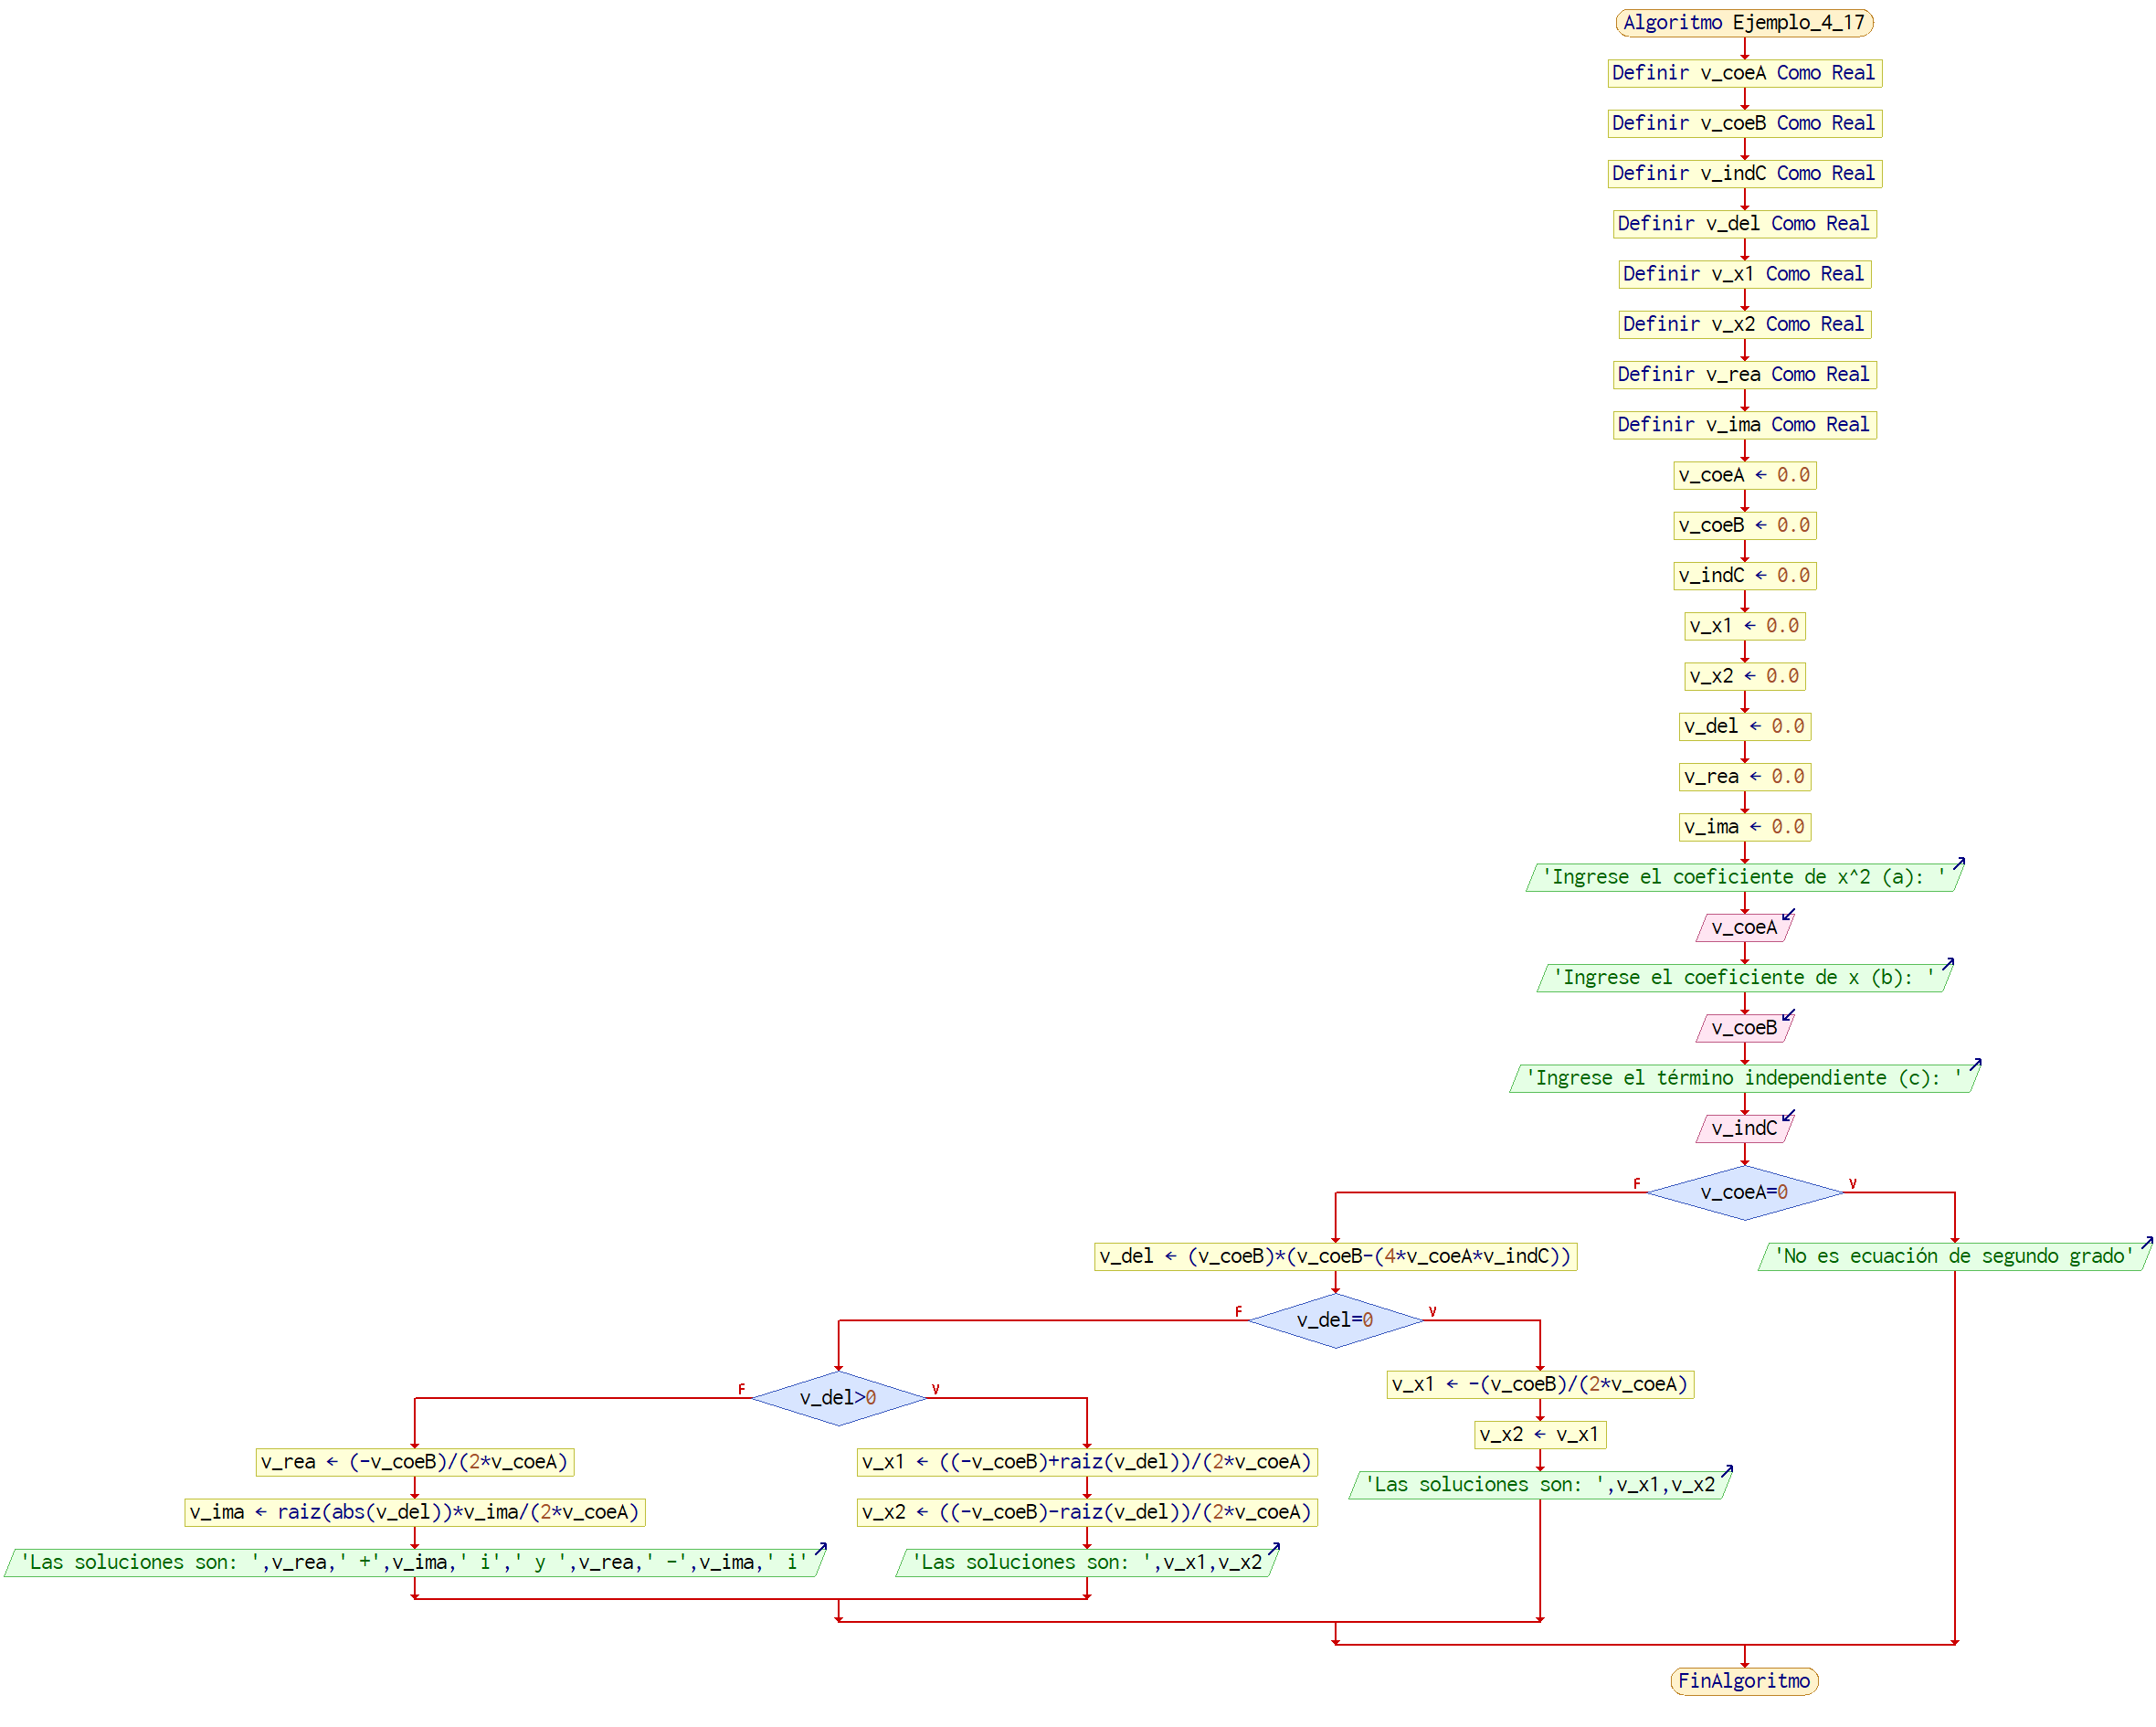 Algoritmo Ejemplo_4_17
Definir v_coeA Como Real
Definir v_coeB Como Real
Definir v_indC Como Real
Definir v_del Como Real
Definir v_x1 Como Real
Definir v_x2 Como Real
Definir v_rea Como Real
Definir v_ima Como Real
v_coeA ← 0.0
v_coeB ← 0.0
v_indC ← 0.0
v_x1 ← 0.0
v_x2 ← 0.0
v_del ← 0.0
v_rea ← 0.0
v_ima ← 0.0
'Ingrese el coeficiente de x^2 (a): '
v_coeA
'Ingrese el coeficiente de x (b): '
v_coeB
'Ingrese el término independiente (c): '
v_indC
F
v_coeA=0
V
v_del ← (v_coeB)*(v_coeB-(4*v_coeA*v_indC))
'No es ecuación de segundo grado'
F
v_del=0
V
F
v_del>0
V
v_x1 ← -(v_coeB)/(2*v_coeA)
v_x2 ← v_x1
'Las soluciones son: ',v_x1,v_x2
v_rea ← (-v_coeB)/(2*v_coeA)
v_ima ← raiz(abs(v_del))*v_ima/(2*v_coeA)
'Las soluciones son: ',v_rea,' +',v_ima,' i',' y ',v_rea,' -',v_ima,' i'
v_x1 ← ((-v_coeB)+raiz(v_del))/(2*v_coeA)
v_x2 ← ((-v_coeB)-raiz(v_del))/(2*v_coeA)
'Las soluciones son: ',v_x1,v_x2
FinAlgoritmo